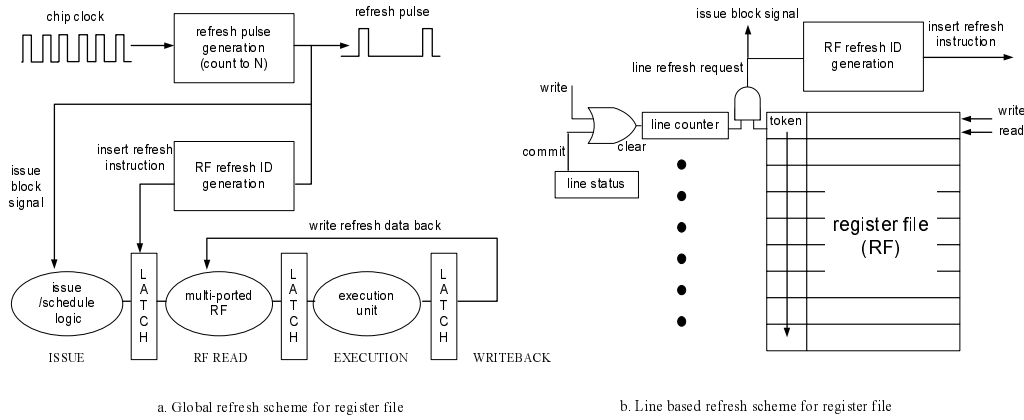 chip clock
refresh pulse
generation
(count to N)
refresh pulse
insert refresh
instruction
RF refresh ID
generation
issue
block
signal
write refresh data back
issue
/schedule
logic
LATCH
multi-ported
RF
LATCH
execution
unit
LATCH
ISSUE
RF READ
EXECUTION
WRITEBACK
a. Global refresh scheme for register file
issue block signal
RF refresh ID
generation
insert refresh
instruction
line refresh request
write
line counter
token
write
read
clear
commit
line status
register file
(RF)
b. Line based refresh scheme for register file